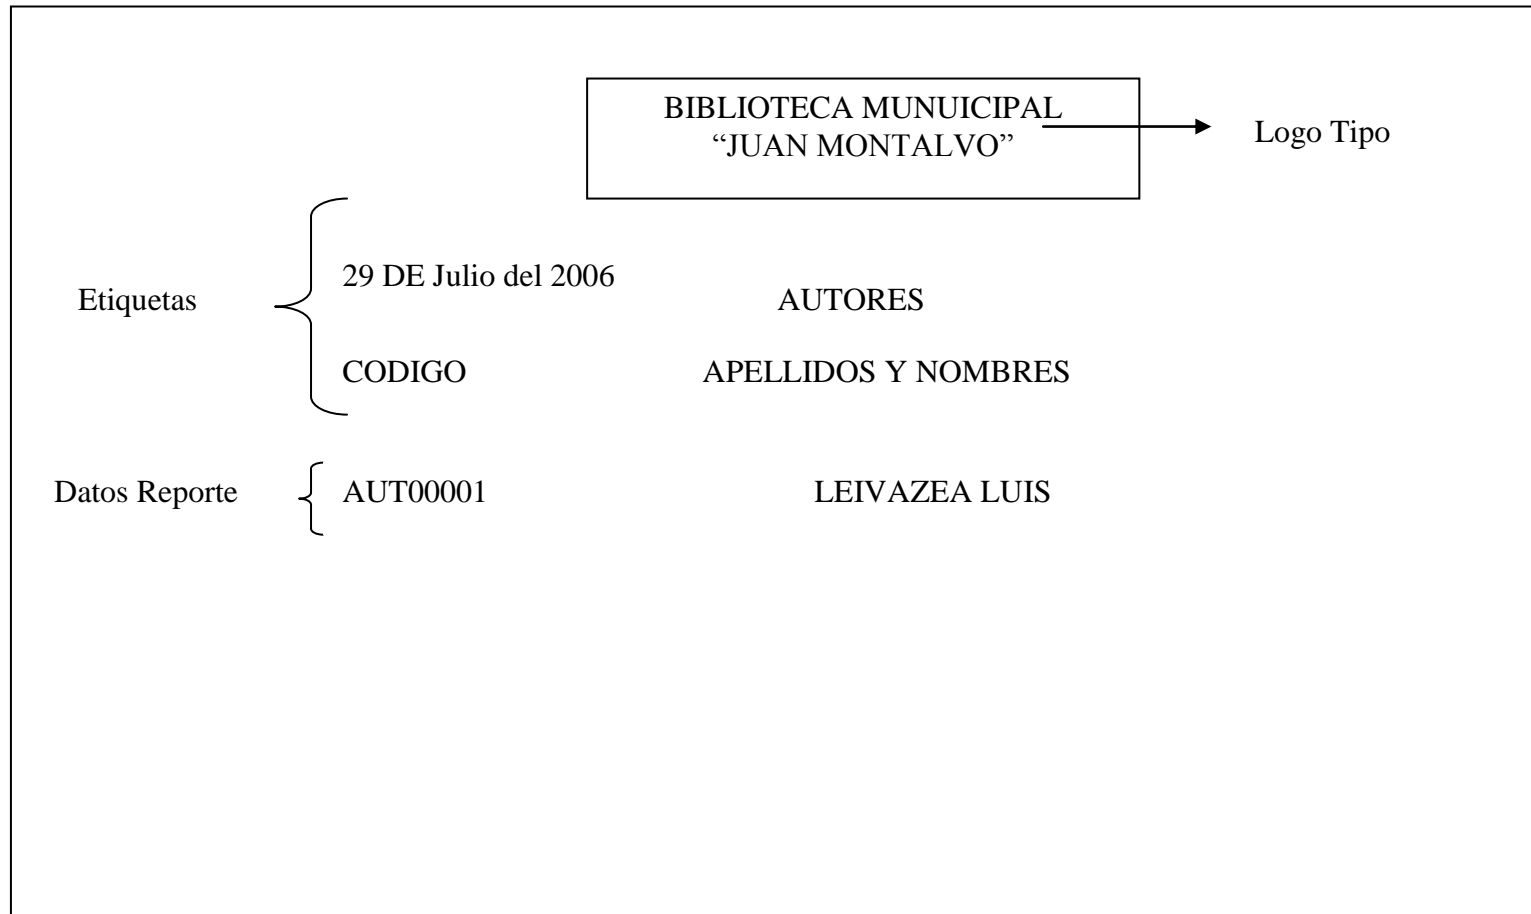 BIBLIOTECA MUNUICIPAL
“JUAN MONTALVO”
Logo Tipo
29 DE Julio del 2006
Etiquetas
AUTORES
CODIGO APELLIDOS Y NOMBRES
Datos Reporte AUT00001 LEIVAZEA LUIS